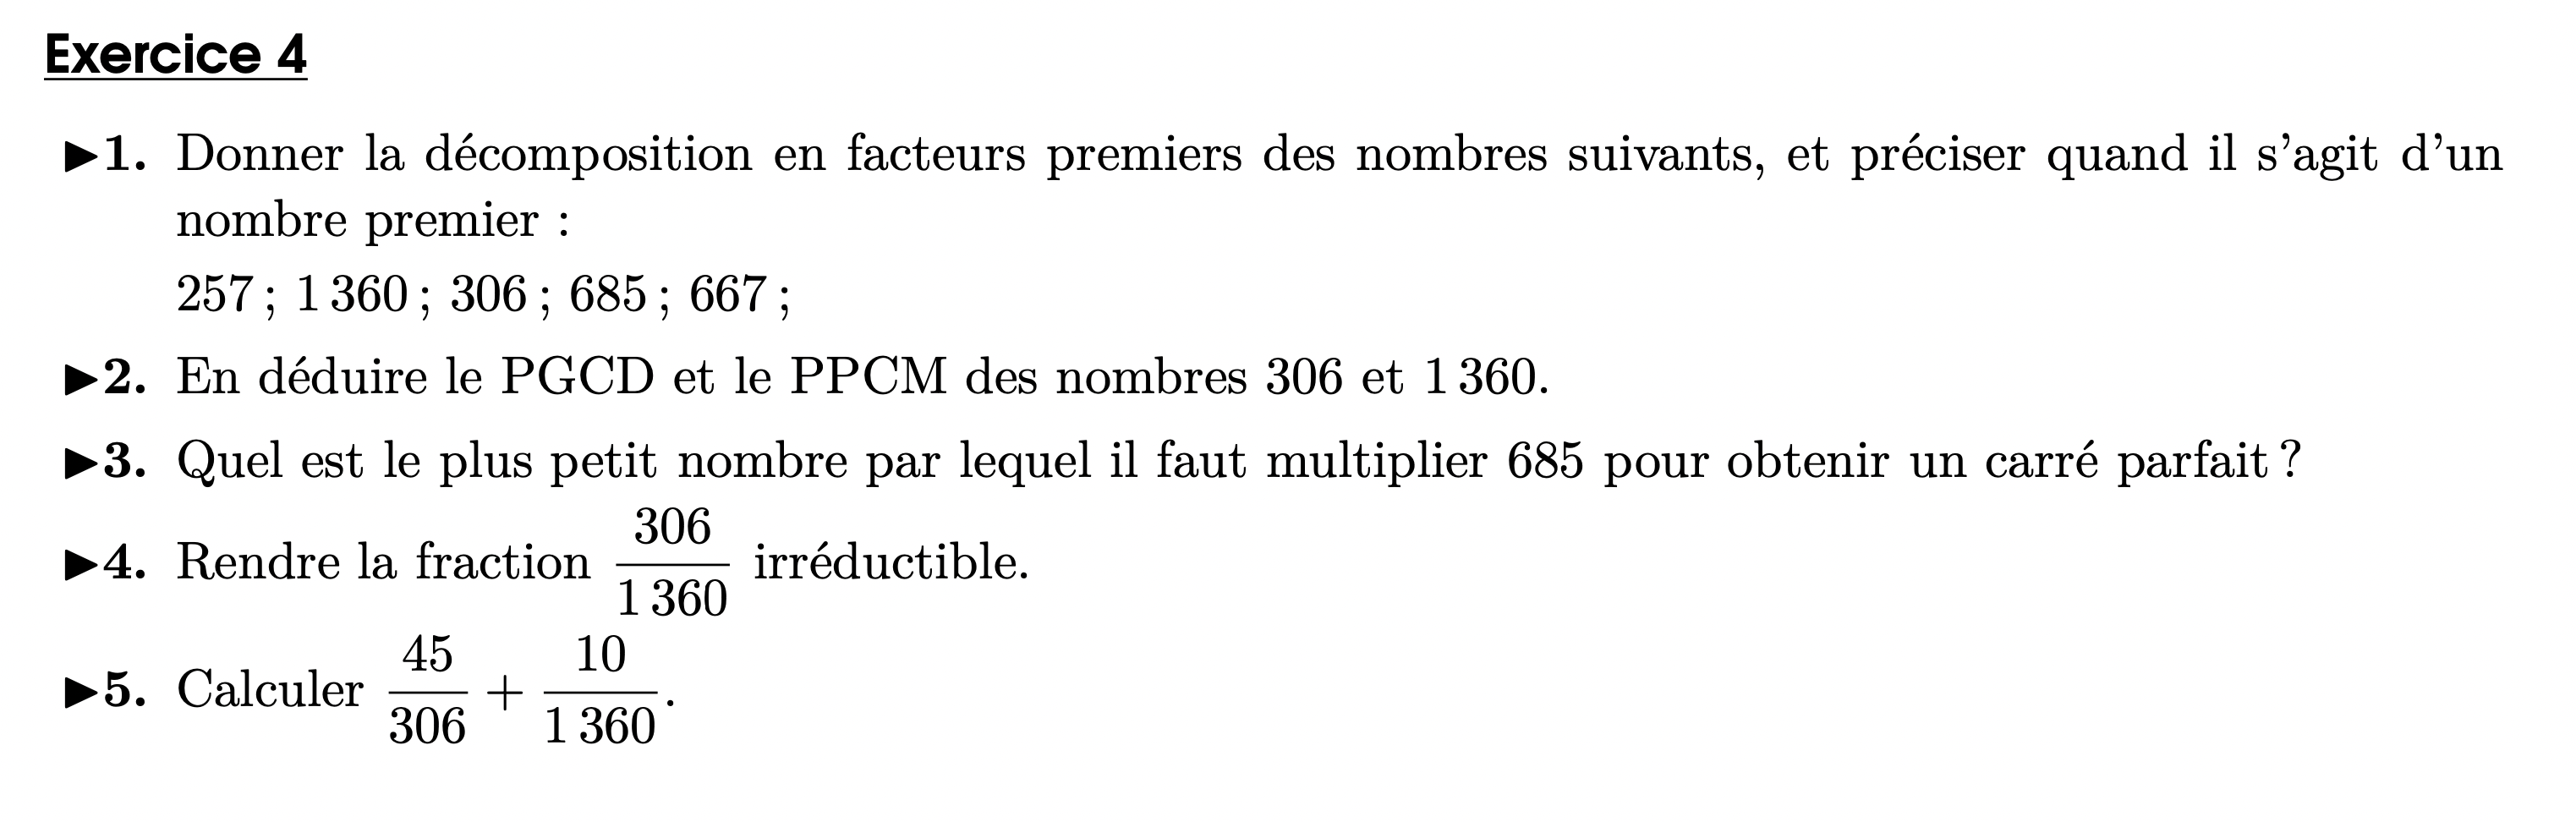 Exercice 4
►1. Donner la décomposition en facteurs premiers des nombres suivants, et préciser quand il s'agit d'un
nombre premier :
257 ; 1 360 ; 306 ; 685 ; 667 ;
►2. En déduire le PGCD et le PPCM des nombres 306 et 1 360.
►3. Quel est le plus petit nombre par lequel il faut multiplier 685 pour obtenir un carré parfait ?
►4. Rendre la fraction 306/1 360 irréductible.
►5. Calculer 45/306 + 10/1 360.